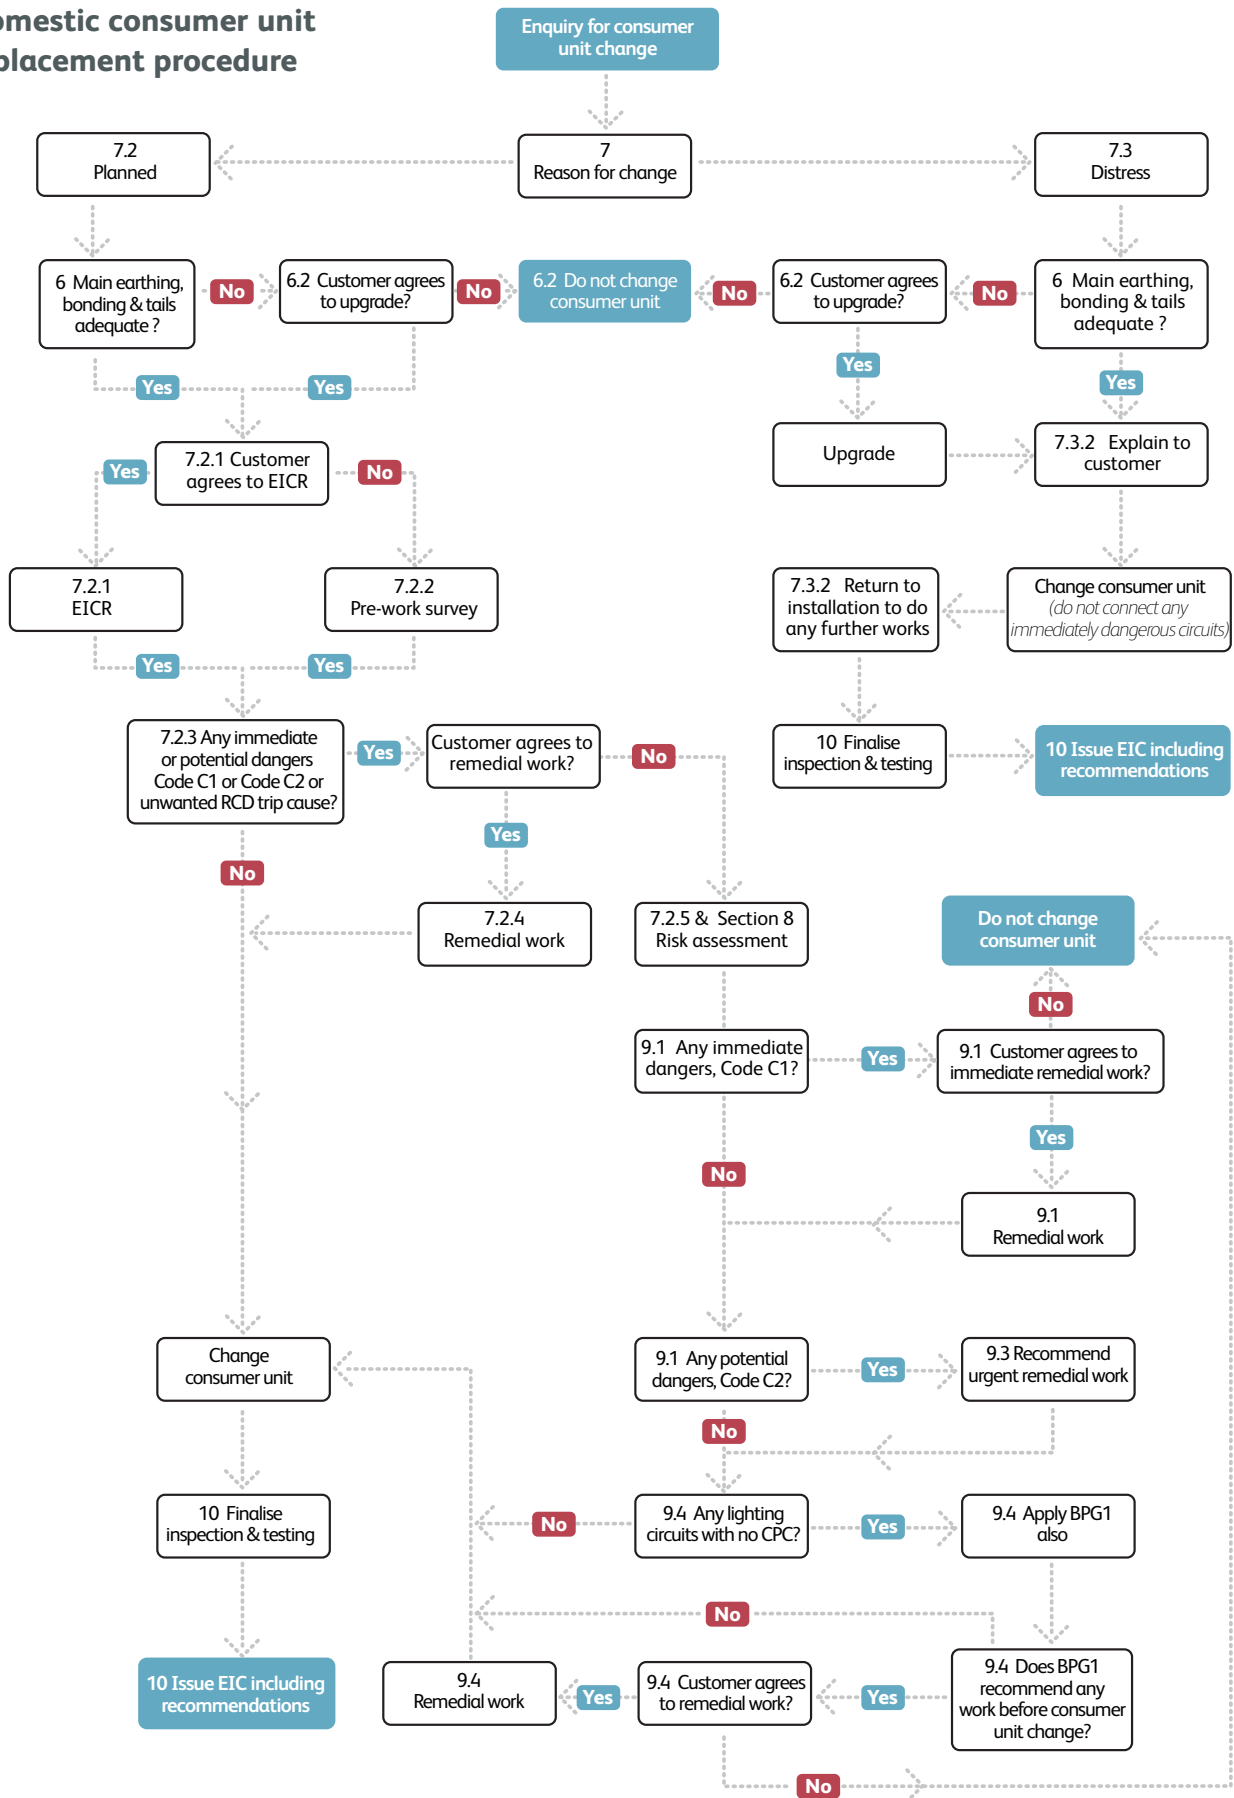 omestic consumer unit
placement procedure
Enquiry for consumer
unit change
7.2
Planned
7
Reason for change
7.3
Distress
6 Main earthing,
bonding & tails
adequate ?
No
6.2 Customer agrees
to upgrade?
No
6.2 Do not change
consumer unit
No
6.2 Customer agrees
to upgrade?
No
6 Main earthing,
bonding & tails
adequate ?
Yes
Yes
Yes
Yes
7.2.1 Customer
agrees to EICR
Yes
No
Upgrade
7.3.2 Explain to
customer
7.2.1
EICR
7.2.2
Pre-work survey
7.3.2 Return to
installation to do
any further works
Change consumer unit
(do not connect any
immediately dangerous circuits)
Yes
Yes
7.2.3 Any immediate
or potential dangers
Code C1 or Code C2 or
unwanted RCD trip cause?
Yes
Customer agrees to
remedial work?
No
10 Finalise
inspection & testing
10 Issue EIC including
recommendations
Yes
No
7.2.4
Remedial work
7.2.5 & Section 8
Risk assessment
Do not change
consumer unit
No
9.1 Any immediate
dangers, Code C1?
Yes
9.1 Customer agrees to
immediate remedial work?
Yes
No
9.1
Remedial work
Change
consumer unit
9.1 Any potential
dangers, Code C2?
Yes
9.3 Recommend
urgent remedial work
No
10 Finalise
inspection & testing
No
9.4 Any lighting
circuits with no CPC?
Yes
9.4 Apply BPG1
also
No
10 Issue EIC including
recommendations
9.4
Remedial work
Yes
9.4 Customer agrees
to remedial work?
Yes
9.4 Does BPG1
recommend any
work before consumer
unit change?
No